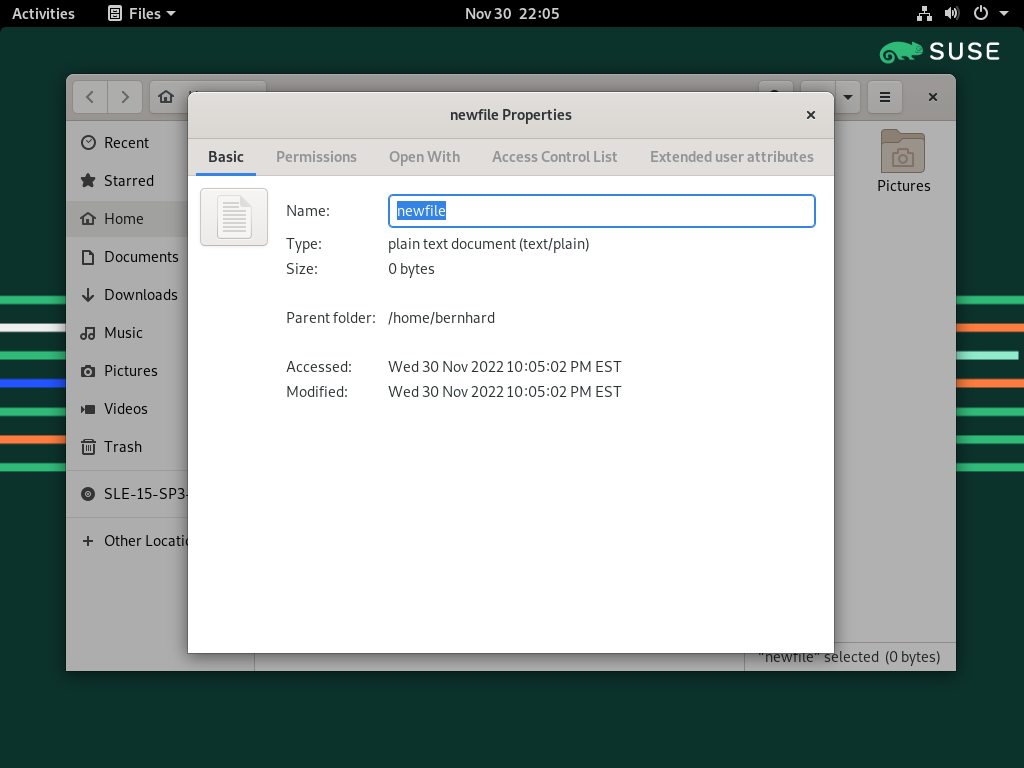 Activities Files Nov 30 22:05
SUSE
newfile Properties
Basic Permissions Open With Access Control List Extended user attributes
Recent
Starred
Home
Documents
Downloads
Music
Pictures
Videos
Trash
SLE-15-SP3-
Other Locatio
Name: newfile
Type: plain text document (text/plain)
Size: 0 bytes
Parent folder: /home/bernhard
Accessed: Wed 30 Nov 2022 10:05:02 PM EST
Modified: Wed 30 Nov 2022 10:05:02 PM EST
Pictures
"newfile" selected (0 bytes)